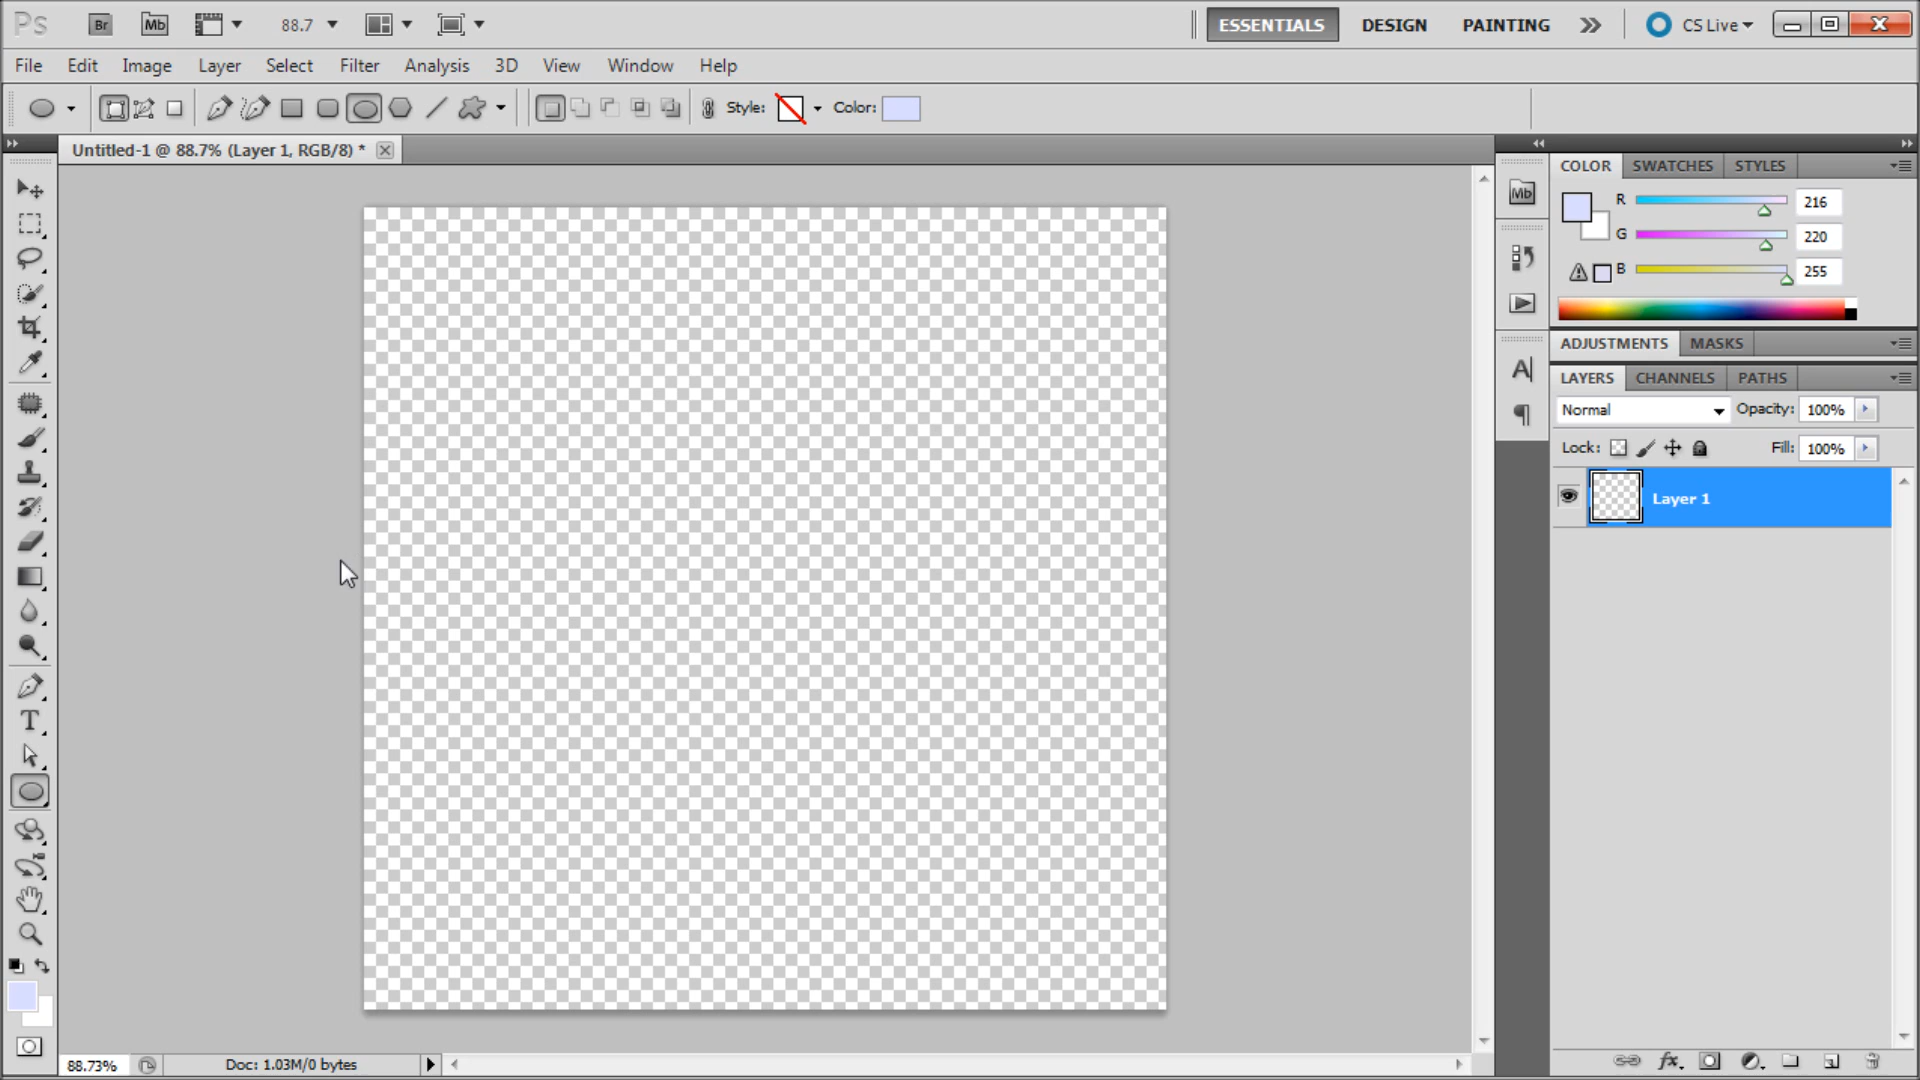 Ps Br Mb 88.7 ESSENTIALS DESIGN PAINTING CS Live
File Edit Image Layer Select Filter Analysis 3D View Window Help
Style: Color:
Untitled-1 @ 88.7% (Layer 1, RGB/8) *
COLOR SWATCHES STYLES
Mb
R 216
G 220
B 255
ADJUSTMENTS MASKS
A
LAYERS CHANNELS PATHS
Normal Opacity: 100%
Lock: Fill: 100%
Layer 1
T
88.73% Doc: 1.03M/0 bytes
fx